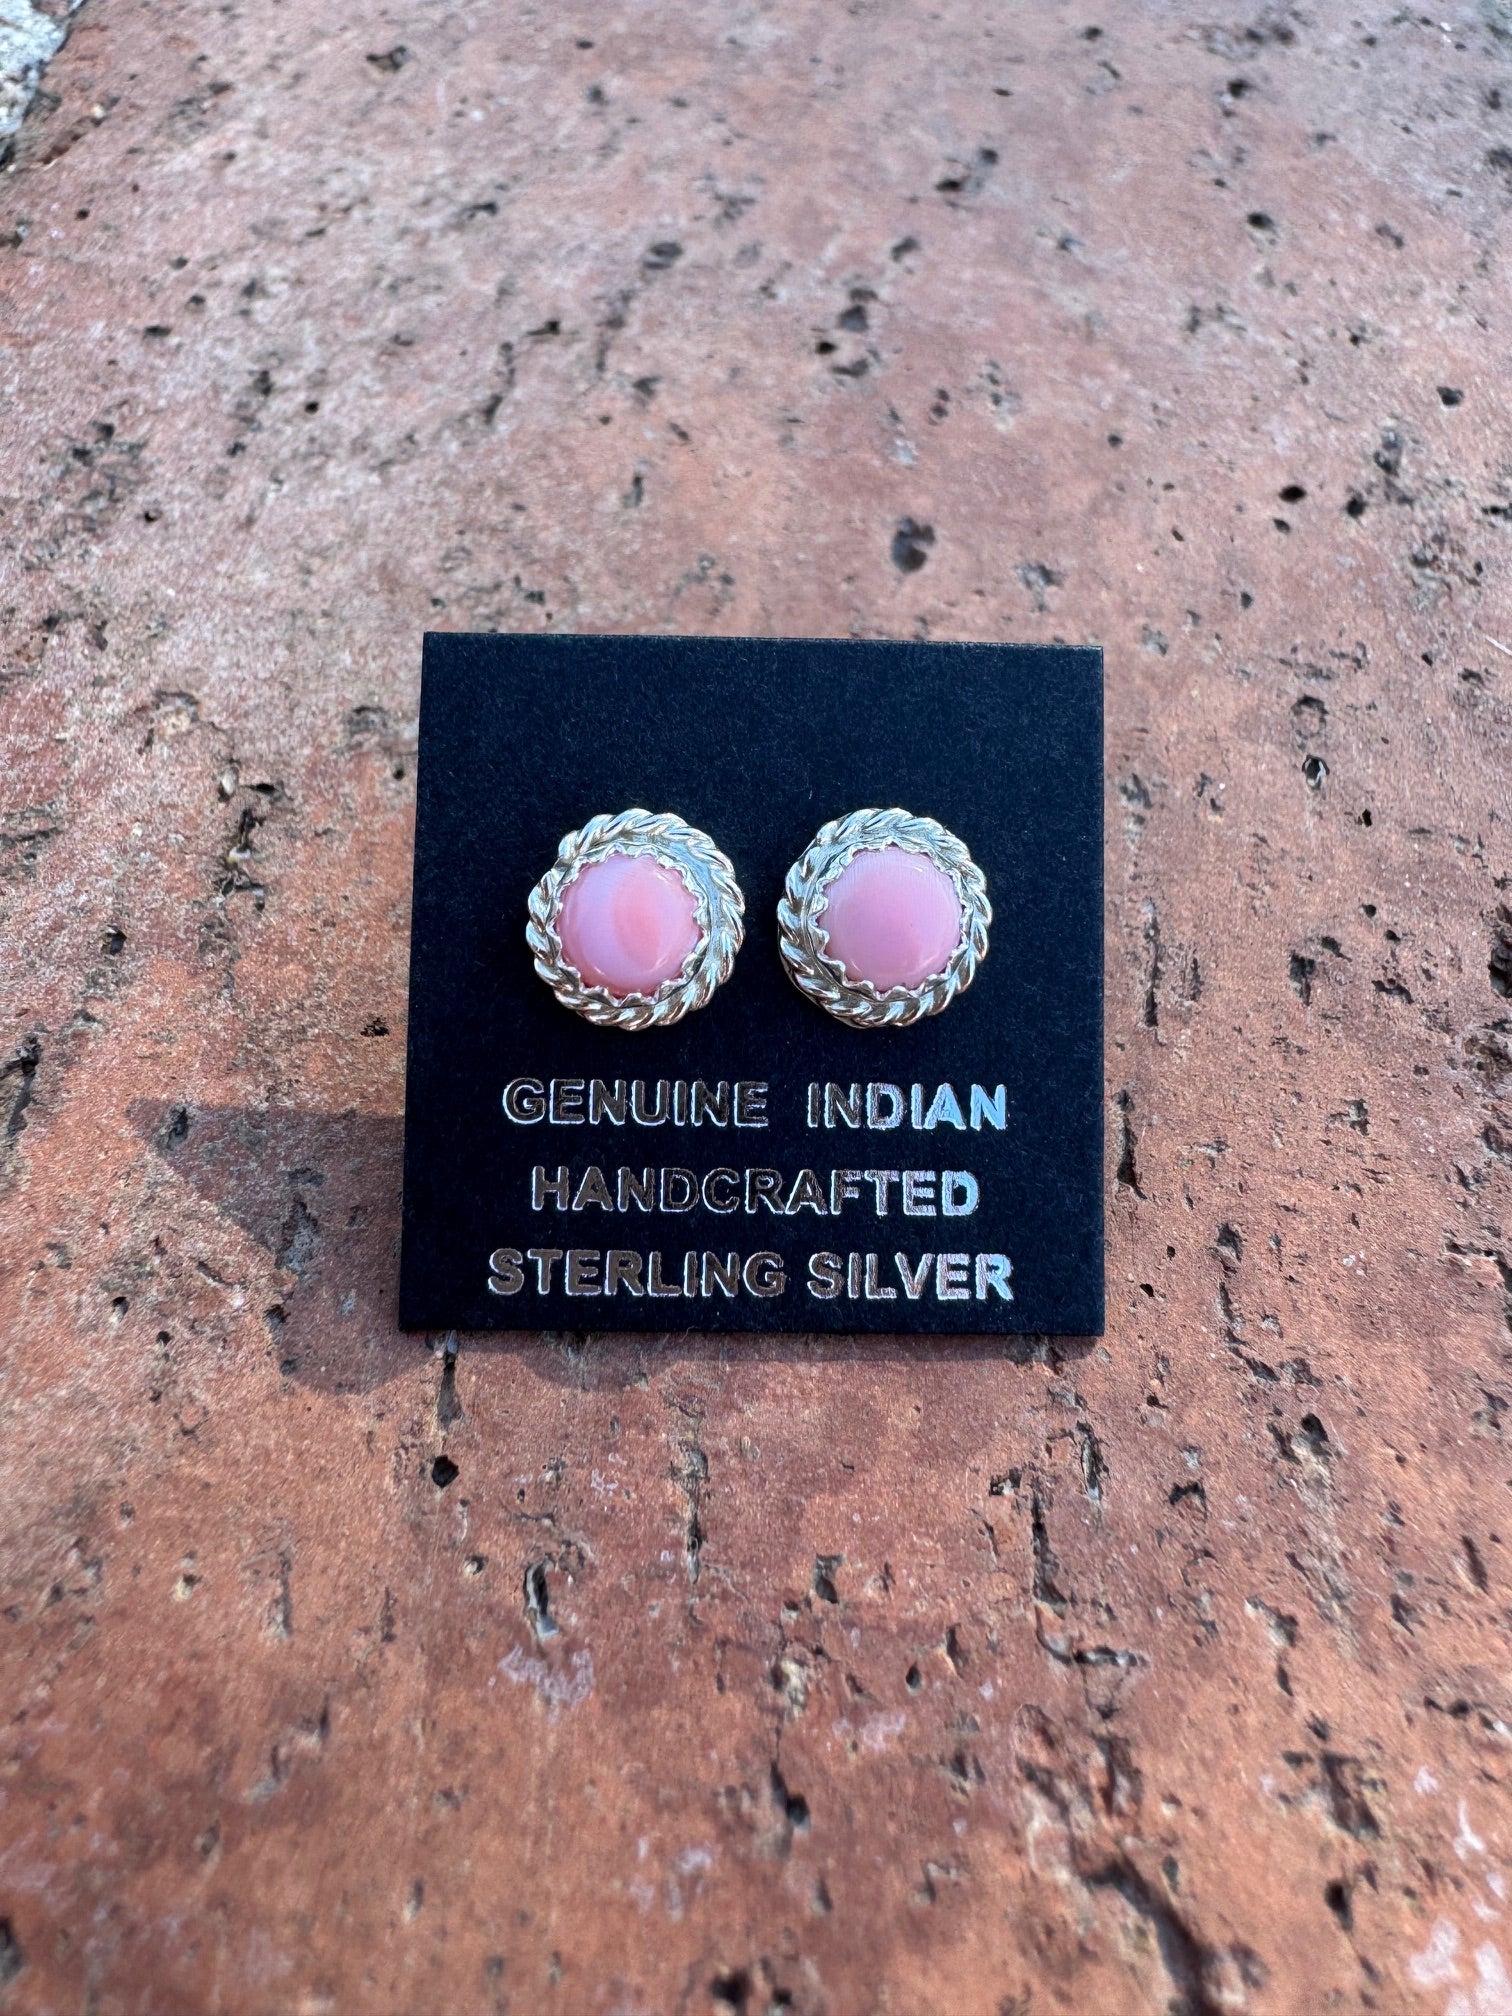 GENUINE INDIAN
HANDCRAFTED
STERLING SILVER